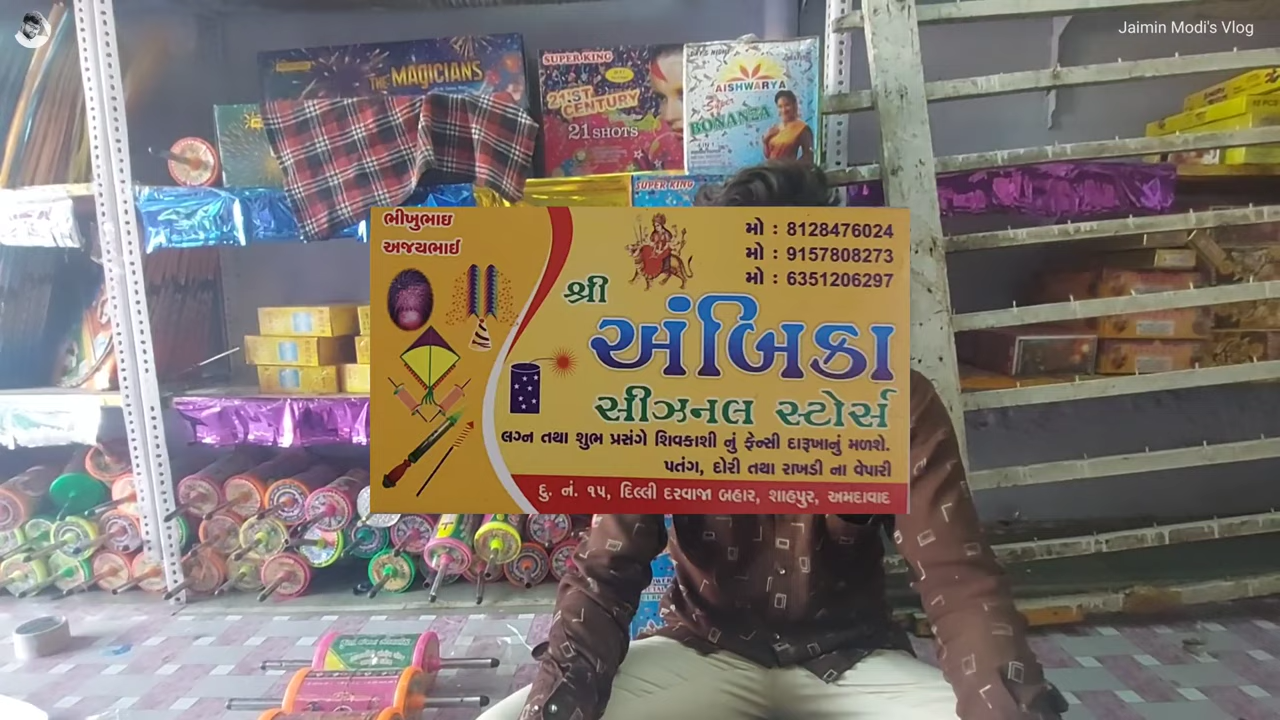 Jaimin Modi's Vlog
THE MAGICIANS
SUPER KING
21ST CENTURY
21 SHOTS
AISHWARYA
Super
BONANZA
SUPER KING
ભીખુભાઇ
અજયભાઈ
મો : 8128476024
મો : 9157808273
મો : 6351206297
શ્રી
અંબિકા
સીઝનલ સ્ટોર્સ
લગ્ન તથા શુભ પ્રસંગે શિવકાશી નું ફેન્સી દારૂખાનું મળશે.
પતંગ, દોરી તથા રાખડી ના વેપારી
દુ. નં. ૧૫, દિલ્લી દરવાજા બહાર, શાહપુર, અમદાવાદ